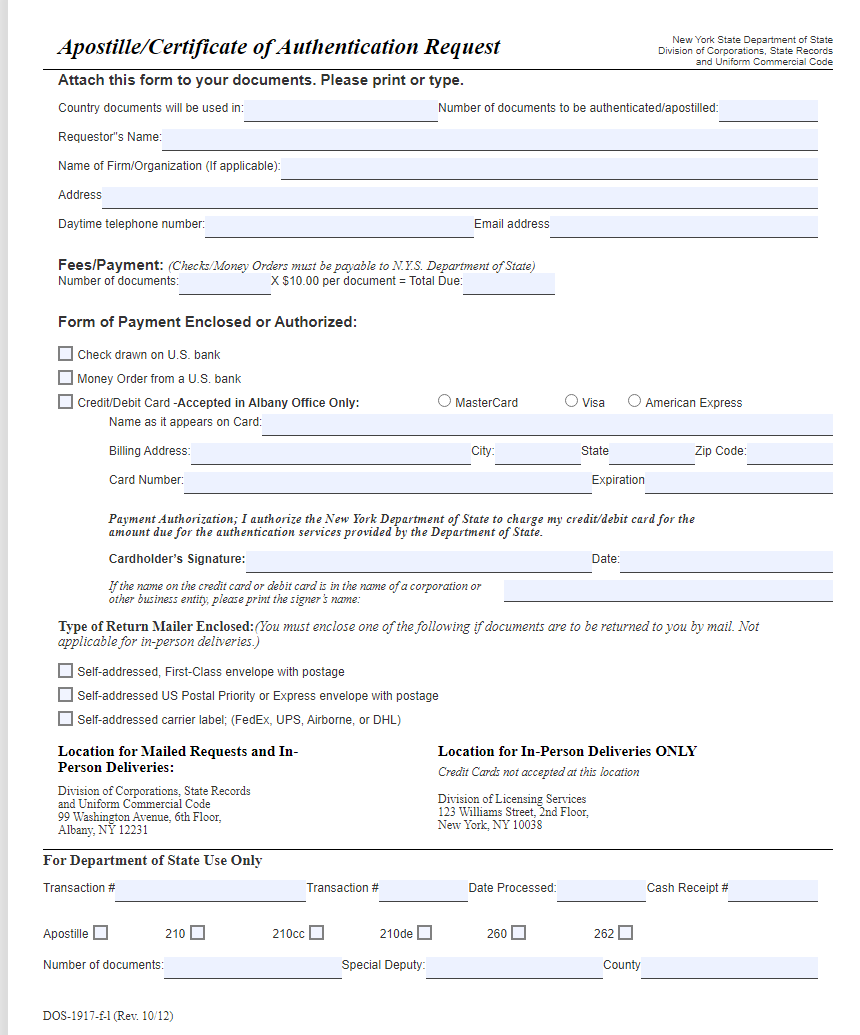 Apostille/Certificate of Authentication Request
New York State Department of State
Division of Corporations, State Records
and Uniform Commercial Code
Attach this form to your documents. Please print or type.
Country documents will be used in: Number of documents to be authenticated/apostilled:
Requestor"s Name:
Name of Firm/Organization (If applicable):
Address
Daytime telephone number: Email address
Fees/Payment: (Checks/Money Orders must be payable to N.Y.S. Department of State)
Number of documents: X $10.00 per document = Total Due:
Form of Payment Enclosed or Authorized:
Check drawn on U.S. bank
Money Order from a U.S. bank
Credit/Debit Card -Accepted in Albany Office Only: MasterCard Visa American Express
Name as it appears on Card:
Billing Address: City: State Zip Code:
Card Number: Expiration
Payment Authorization; I authorize the New York Department of State to charge my credit/debit card for the
amount due for the authentication services provided by the Department of State.
Cardholder's Signature: Date:
If the name on the credit card or debit card is in the name of a corporation or
other business entity, please print the signer's name:
Type of Return Mailer Enclosed:(You must enclose one of the following if documents are to be returned to you by mail. Not
applicable for in-person deliveries.)
Self-addressed, First-Class envelope with postage
Self-addressed US Postal Priority or Express envelope with postage
Self-addressed carrier label; (FedEx, UPS, Airborne, or DHL)
Location for Mailed Requests and In-
Person Deliveries:
Division of Corporations, State Records
and Uniform Commercial Code
99 Washington Avenue, 6th Floor,
Albany, NY 12231
Location for In-Person Deliveries ONLY
Credit Cards not accepted at this location
Division of Licensing Services
123 Williams Street, 2nd Floor,
New York, NY 10038
For Department of State Use Only
Transaction # Transaction # Date Processed: Cash Receipt #
Apostille 210 210cc 210de 260 262
Number of documents: Special Deputy: County
DOS-1917-f-l (Rev. 10/12)